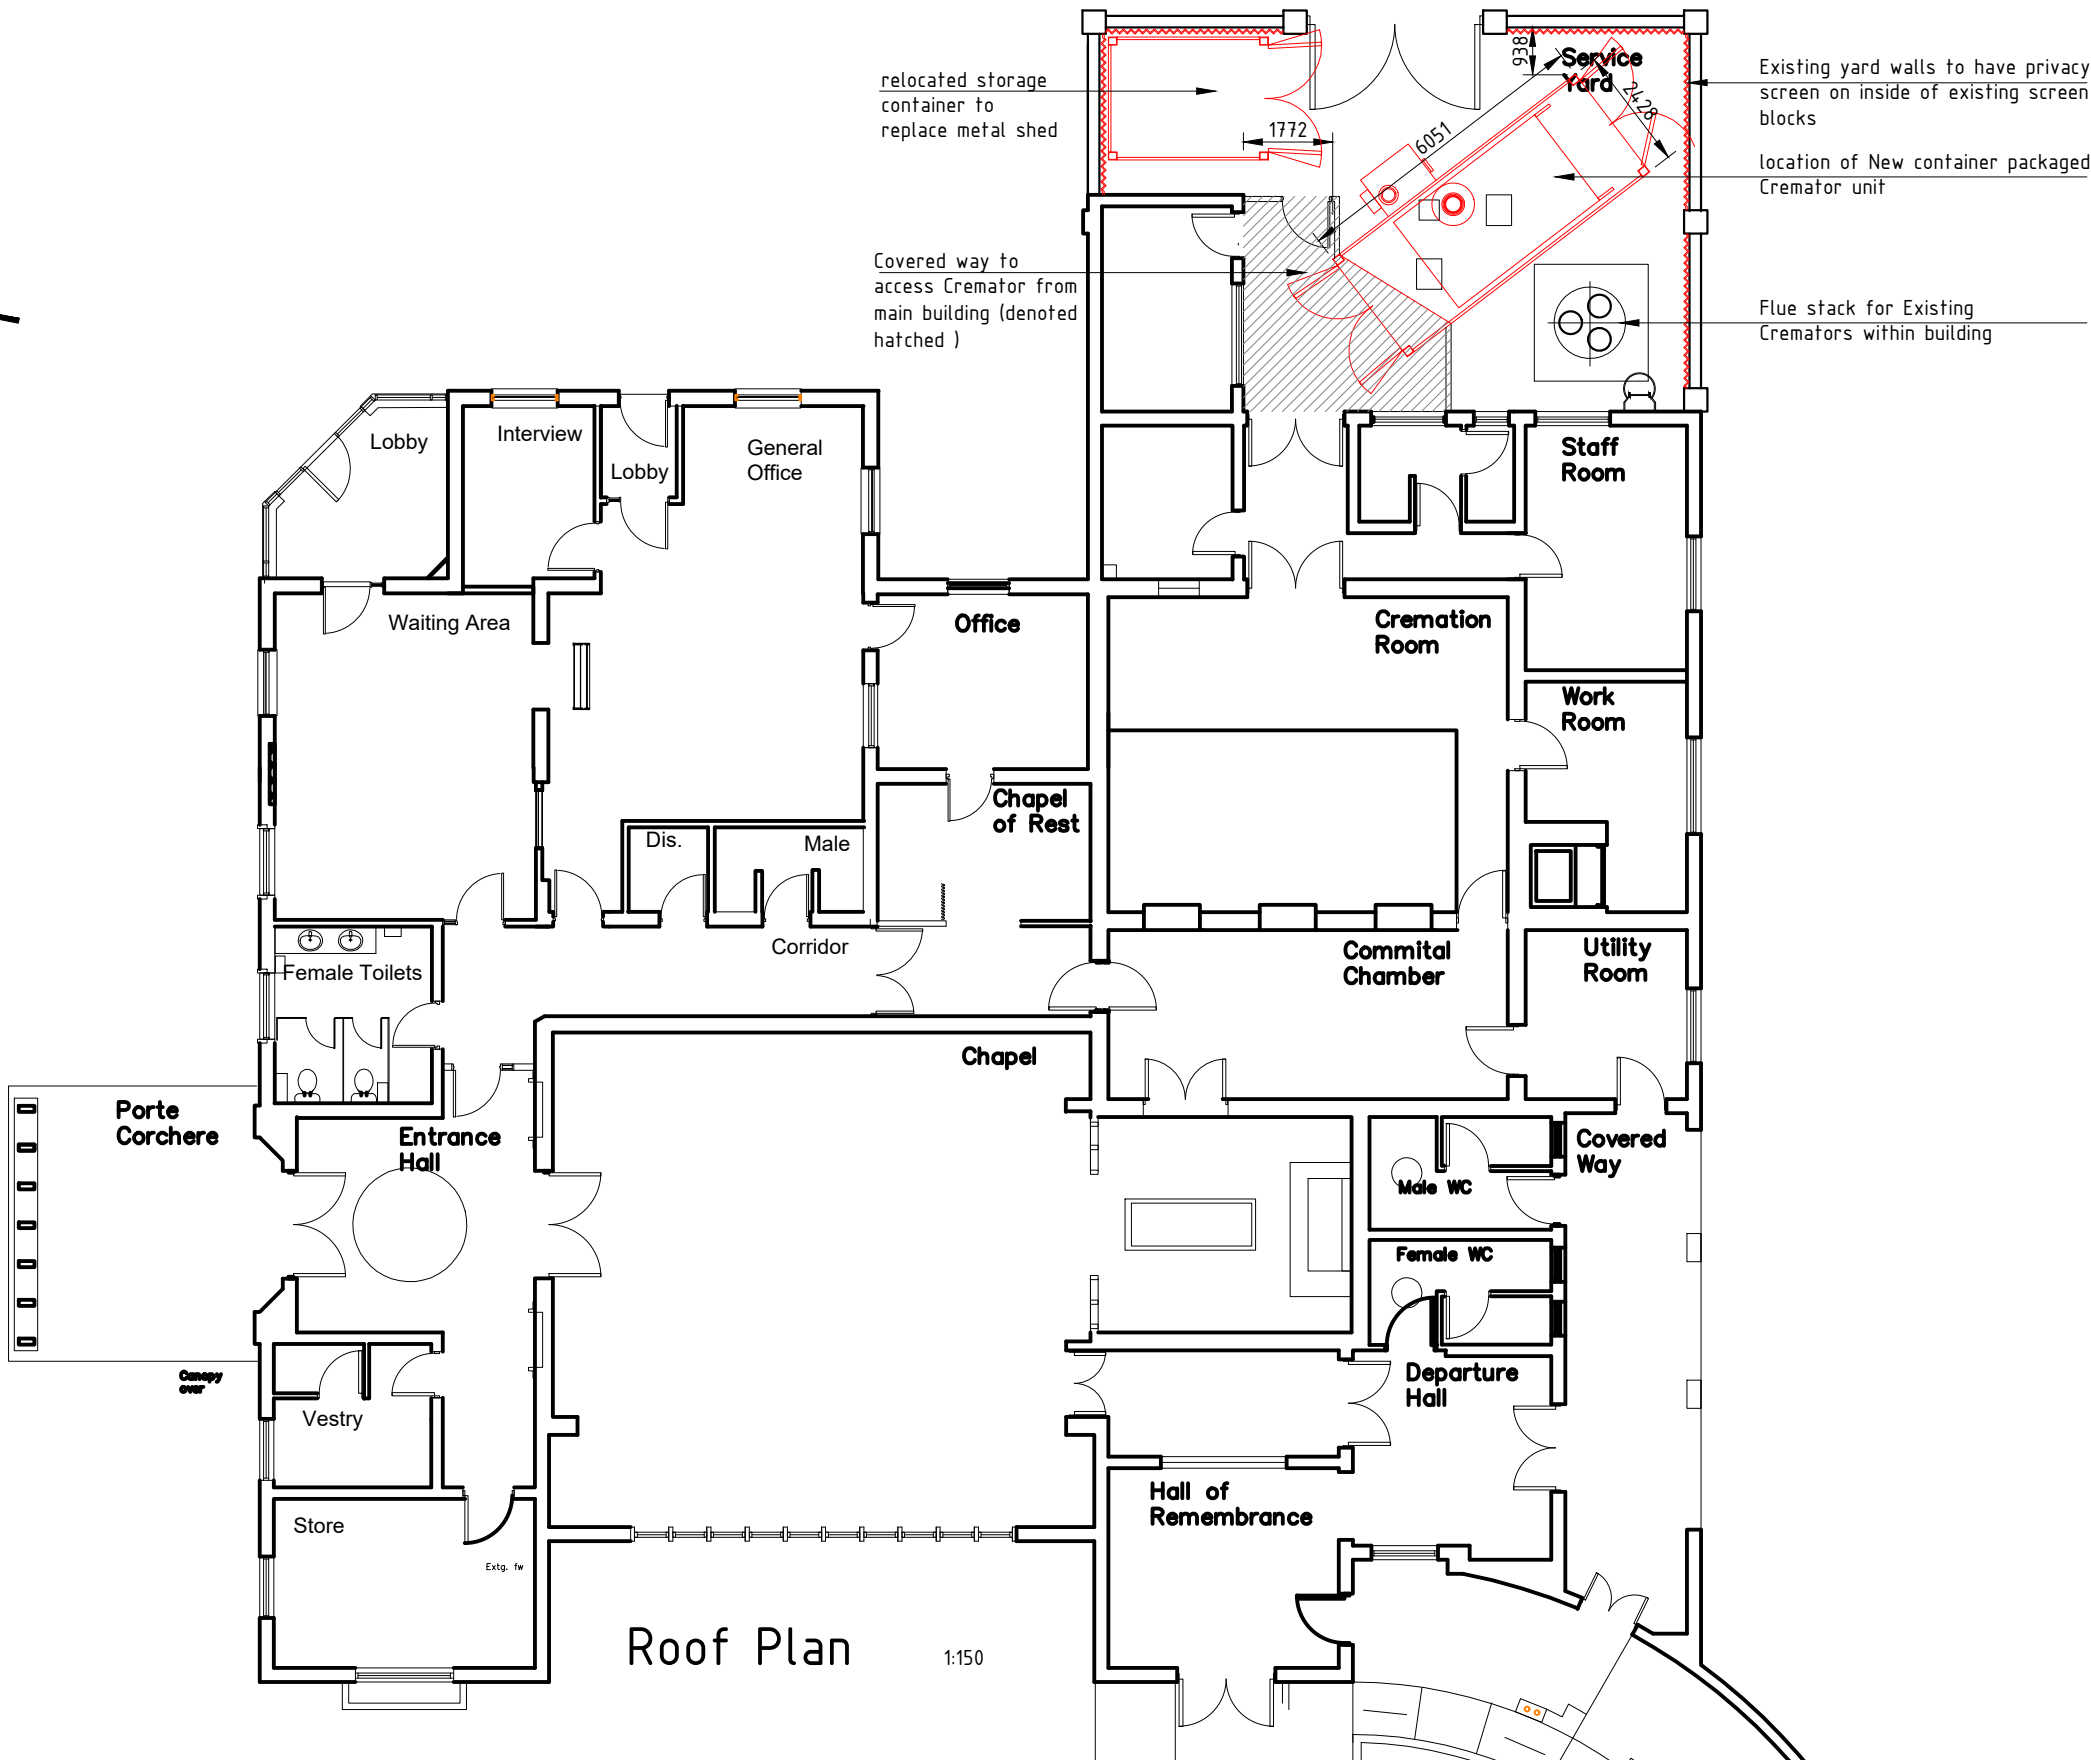 relocated storage
container to
replace metal shed
938
Service
Yard
2428
6051
1772
Existing yard walls to have privacy
screen on inside of existing screen
blocks
location of New container packaged
Cremator unit
Covered way to
access Cremator from
main building (denoted
hatched )
Flue stack for Existing
Cremators within building
Lobby
Interview
Lobby
General
Office
Staff
Room
Waiting Area
Office
Cremation
Room
Work
Room
Chapel
of Rest
Dis.
Male
Corridor
Female Toilets
Commital
Chamber
Utility
Room
Chapel
Porte
Corchere
Entrance
Hall
Covered
Way
Male WC
Female WC
Canopy
over
Departure
Hall
Vestry
Hall of
Remembrance
Store
Extg. fw
Roof Plan
1:150